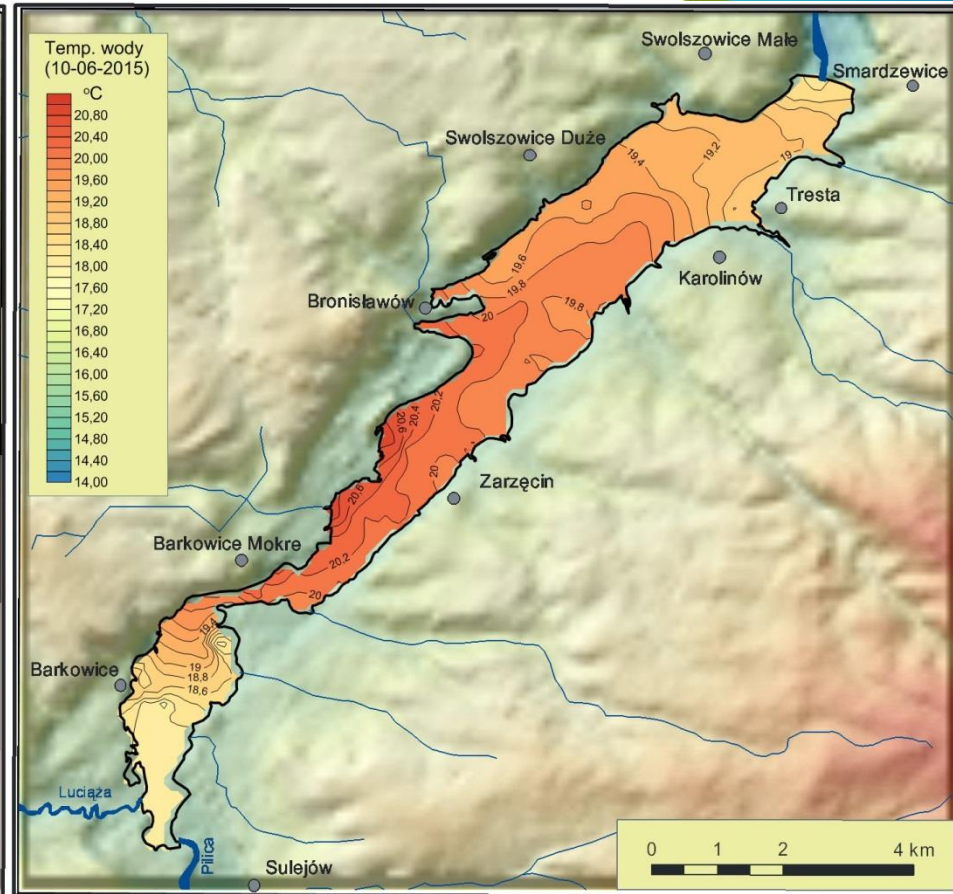 Temp. wody
(10-06-2015)
°C
20,80
20,40
20,00
19,60
19,20
18,80
18,40
18,00
17,60
17,20
16,80
16,40
16,00
15,60
15,20
14,80
14,40
14,00
Swolszowice Małe
Smardzewice
Swolszowice Duże
19,4
19,2
19
Tresta
19,6
Karolinów
19,8
Bronisławów
20
19,8
20,2
20,4
20,6
20
Zarzęcin
20,6
Barkowice Mokre
20,2
20
19,4
Barkowice
19
18,8
18,6
Luciąża
Pilica
Sulejów
0 1 2 4 km